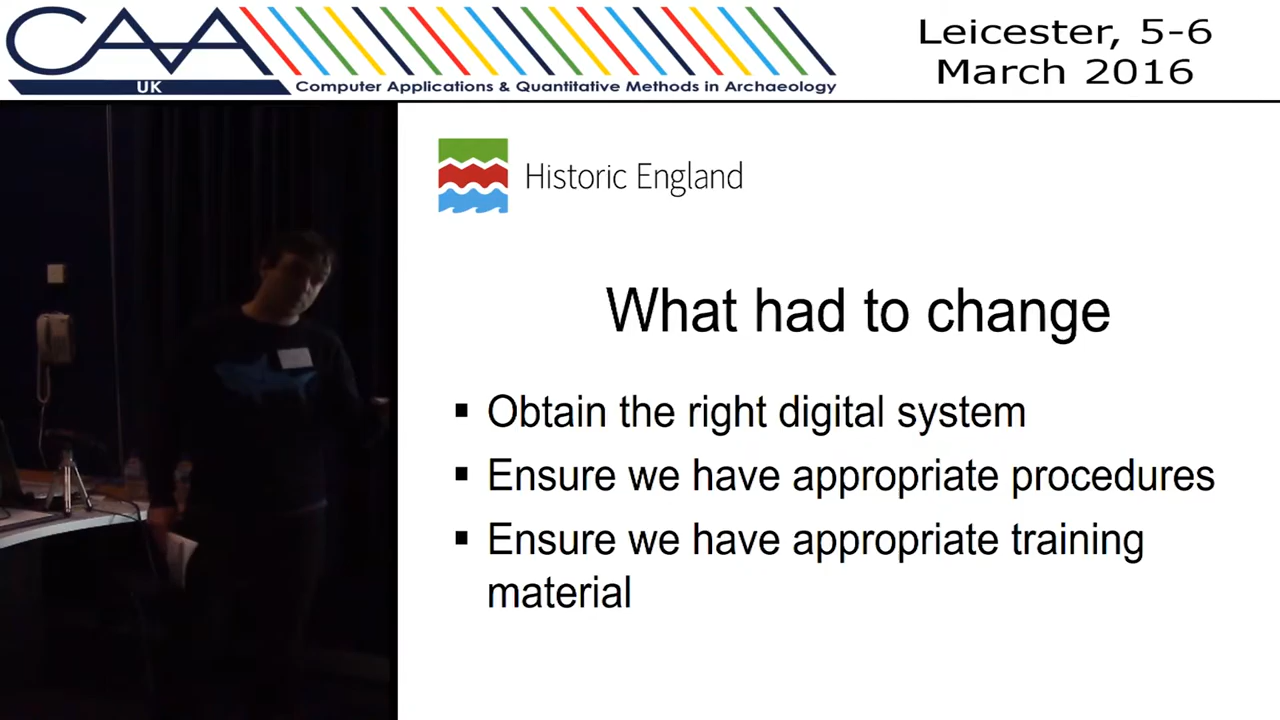 CAA
UK
Computer Applications & Quantitative Methods in Archaeology
Leicester, 5-6
March 2016
Historic England
What had to change
▪ Obtain the right digital system
▪ Ensure we have appropriate procedures
▪ Ensure we have appropriate training
material